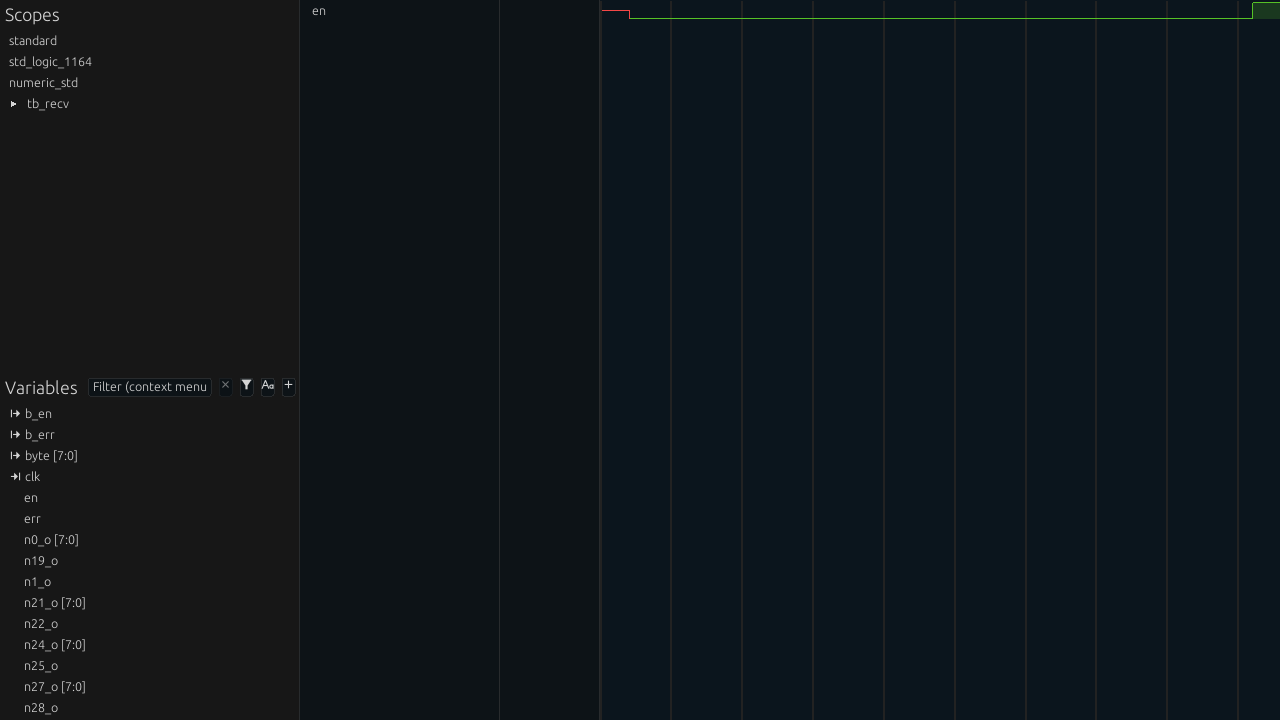 Scopes
standard
std_logic_1164
numeric_std
tb_recv
en
Variables
Filter (context menu
b_en
b_err
byte [7:0]
clk
en
err
n0_o [7:0]
n19_o
n1_o
n21_o [7:0]
n22_o
n24_o [7:0]
n25_o
n27_o [7:0]
n28_o